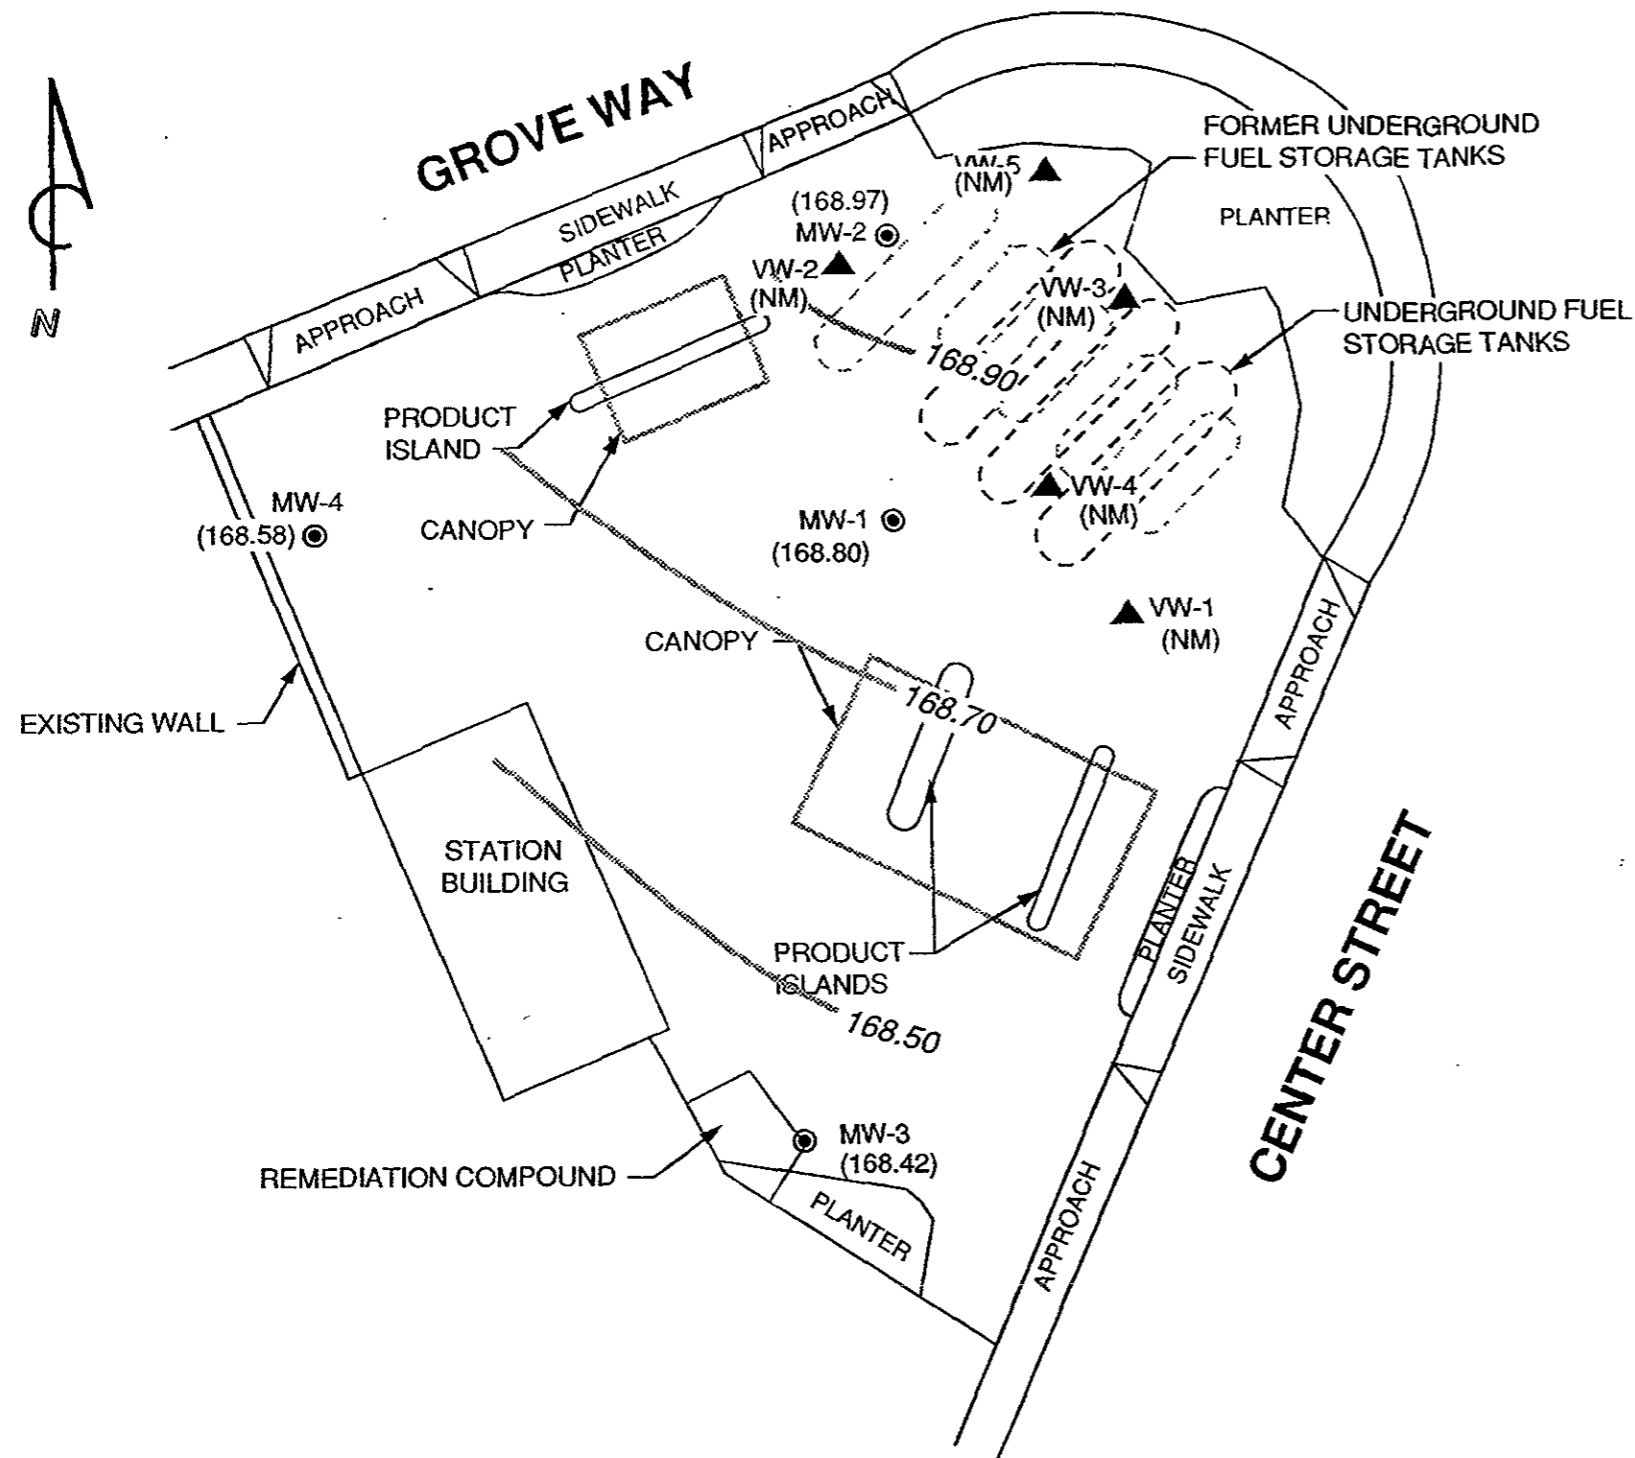 GROVE WAY
APPROACH
FORMER UNDERGROUND
FUEL STORAGE TANKS
VW-5
(NM)
SIDEWALK
PLANTER
(168.97)
MW-2
PLANTER
VW-2
(NM)
VW-3
(NM)
APPROACH
N
UNDERGROUND FUEL
STORAGE TANKS
168.90
PRODUCT
ISLAND
MW-4
(168.58)
CANOPY
MW-1
(168.80)
VW-4
(NM)
VW-1
(NM)
CANOPY
APPROACH
168.70
EXISTING WALL
STATION
BUILDING
PLANTER
SIDEWALK
PRODUCT
ISLANDS
168.50
CENTER STREET
MW-3
(168.42)
REMEDIATION COMPOUND
PLANTER
APPROACH